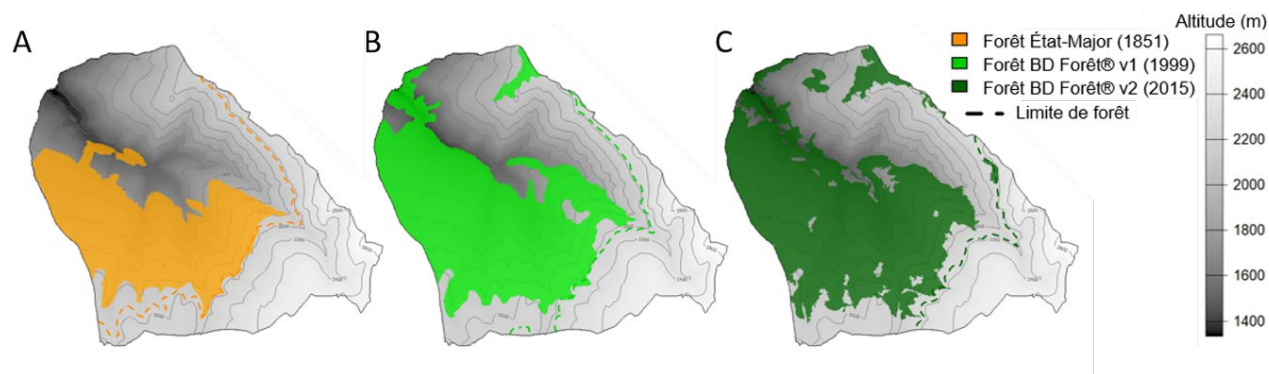 A
B
C
Altitude (m)
Forêt État-Major (1851)
Forêt BD Forêt® v1 (1999)
Forêt BD Forêt® v2 (2015)
Limite de forêt
2600
2400
2200
2000
1800
1600
1400